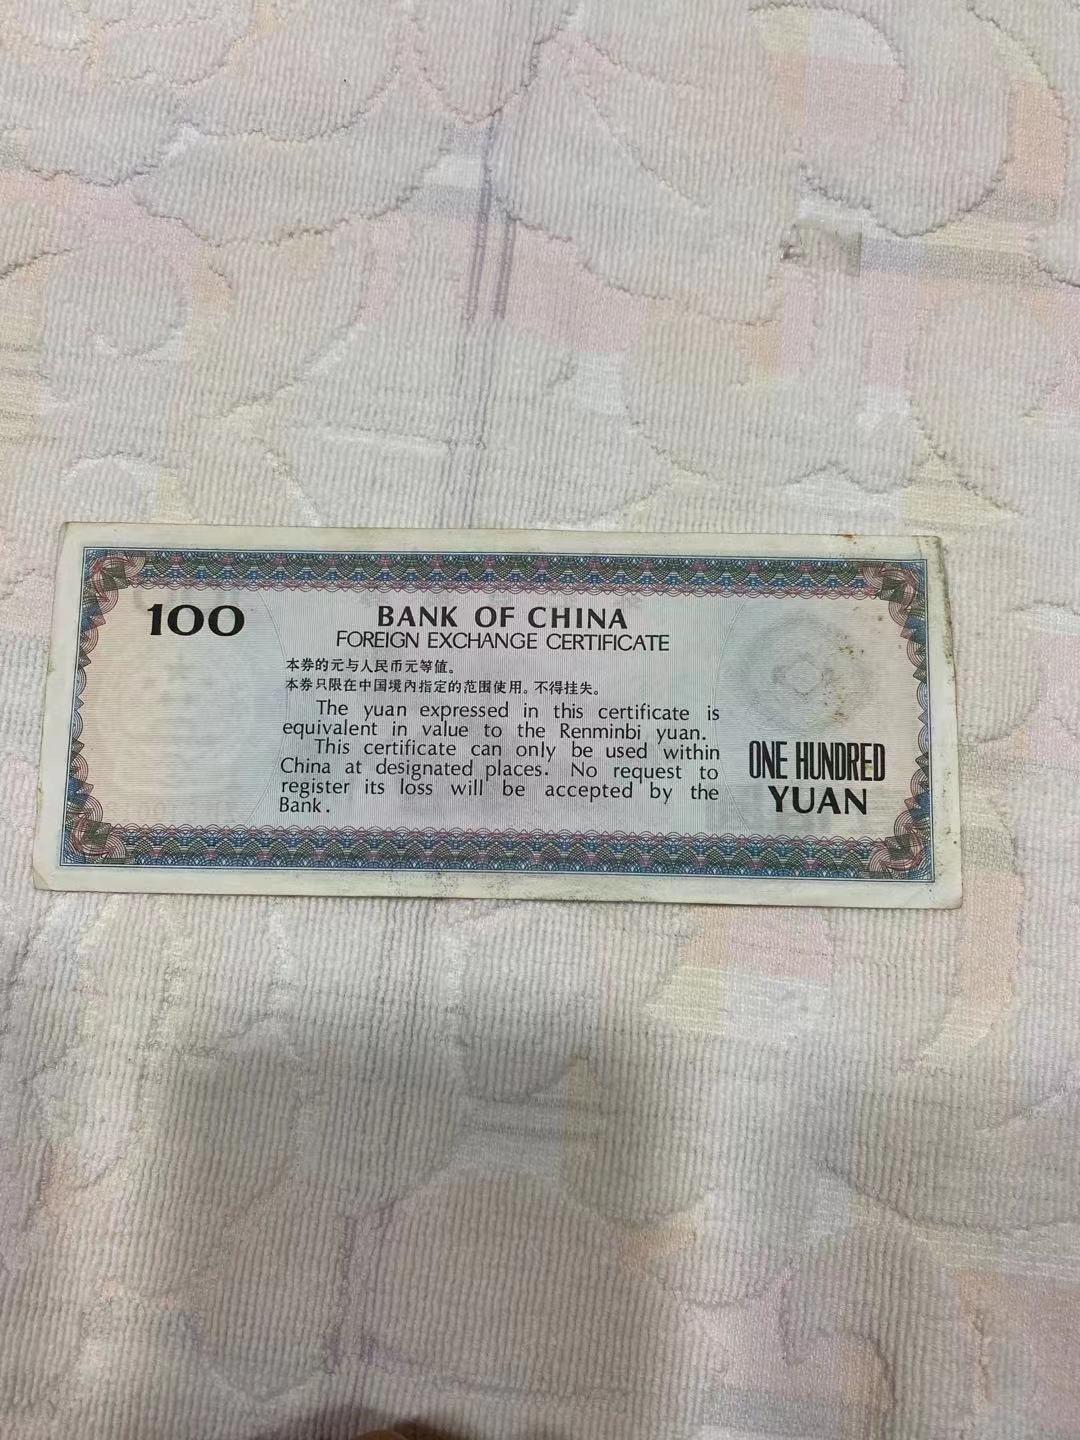 100
BANK OF CHINA
FOREIGN EXCHANGE CERTIFICATE
本券的元与人民币元等值。
本券只限在中国境内指定的范围使用。不得挂失。
The yuan expressed in this certificate is
equivalent in value to the Renminbi yuan.
This certificate can only be used within
China at designated places. No request to
register its loss will be accepted by the
Bank.
ONE HUNDRED
YUAN